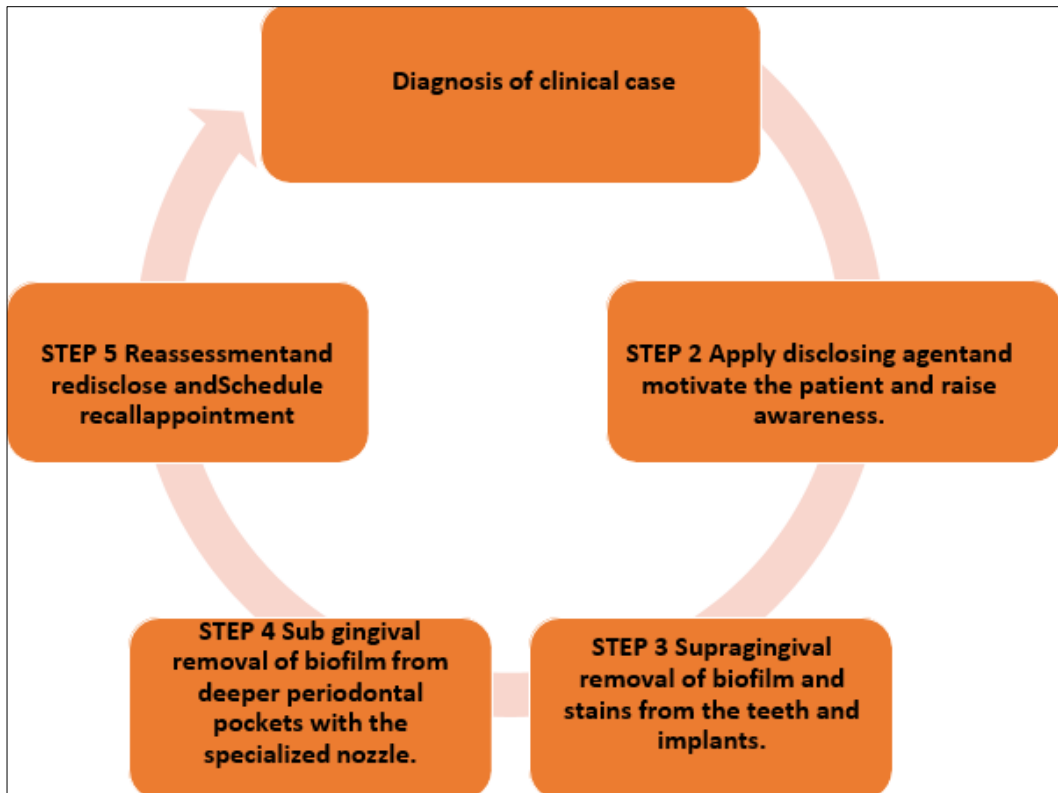 Diagnosis of clinical case
STEP 2 Apply disclosing agentand
motivate the patient and raise
awareness.
STEP 3 Supragingival
removal of biofilm and
stains from the teeth and
implants.
STEP 4 Sub gingival
removal of biofilm from
deeper periodontal
pockets with the
specialized nozzle.
STEP 5 Reassessmentand
redisclose andSchedule
recallappointment